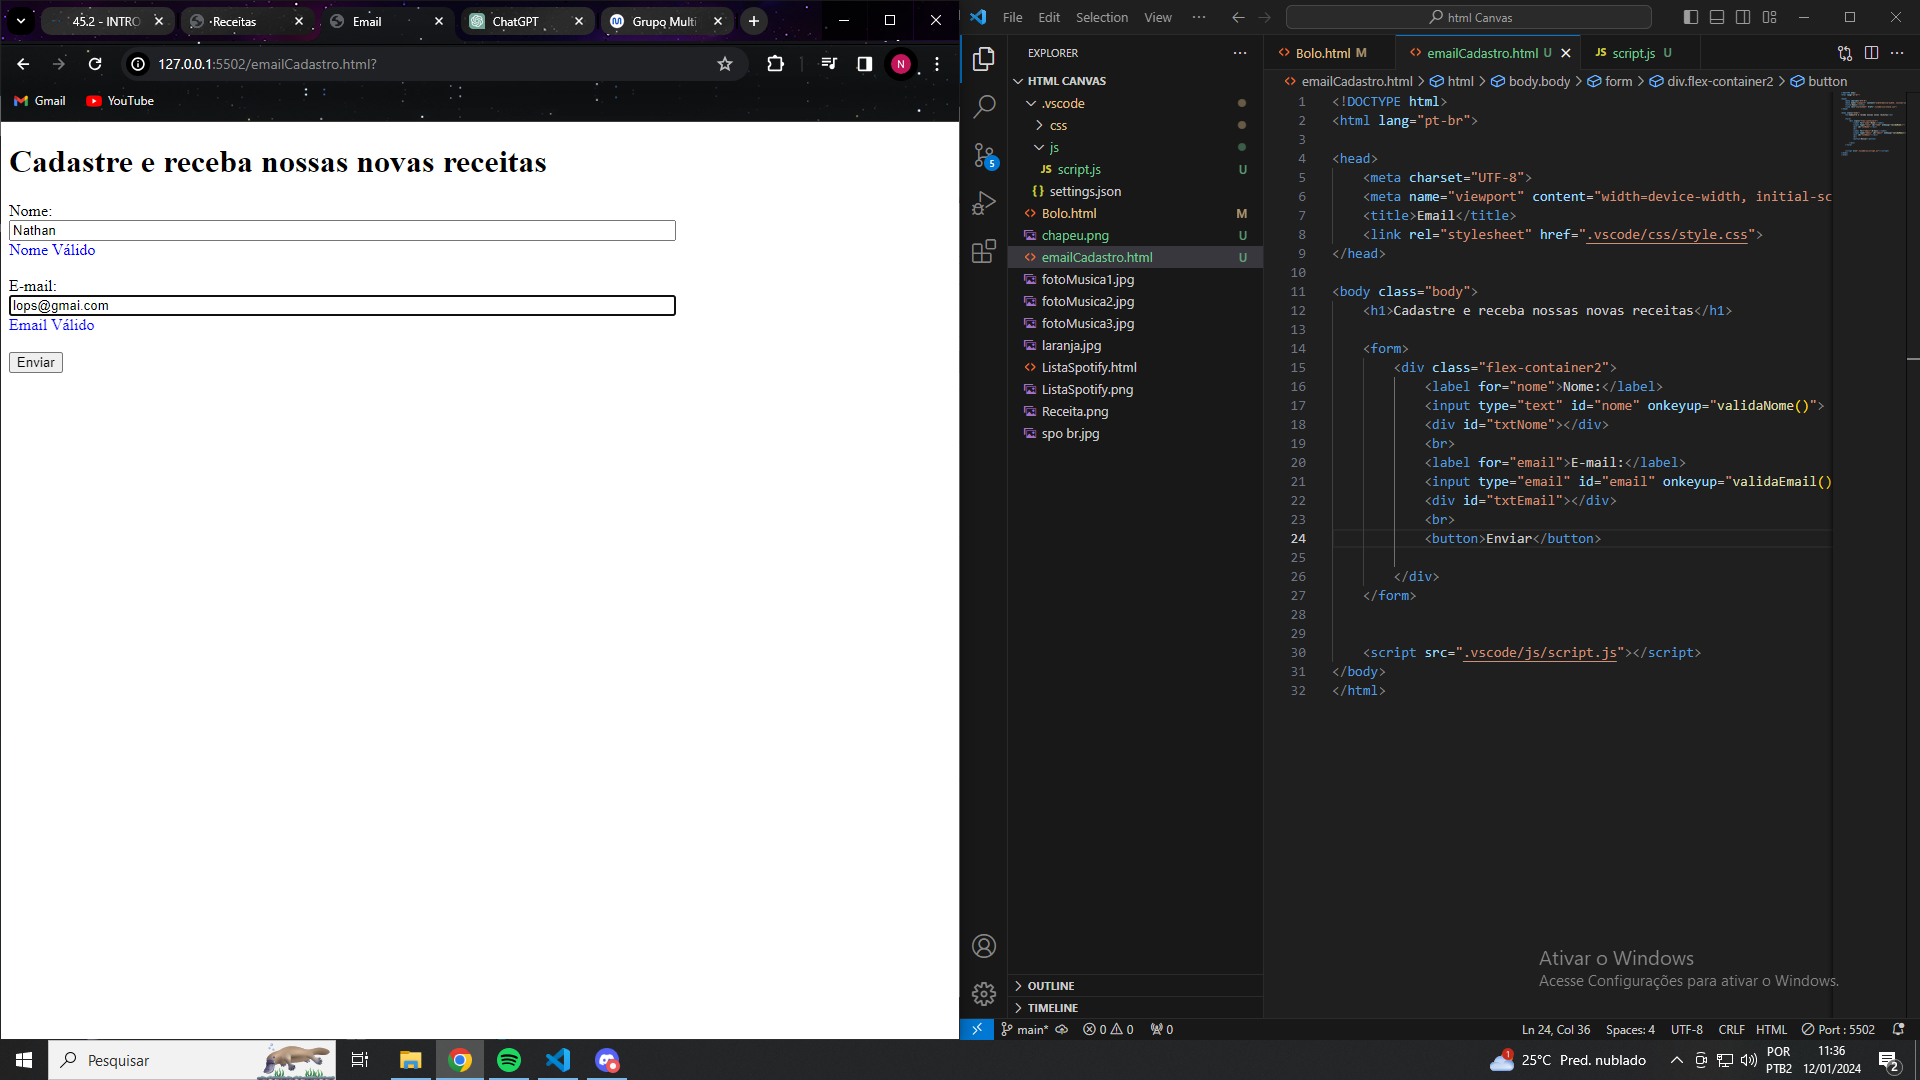 45.2 - INTRO
Receitas
Email
ChatGPT
Grupo Multi
127.0.0.1:5502/emailCadastro.html?
N
Gmail
YouTube
Cadastre e receba nossas novas receitas
Nome:
Nathan
Nome Válido
E-mail:
lops@gmai.com
Email Válido
Enviar
File Edit Selection View ···
html Canvas
EXPLORER
HTML CANVAS
.vscode
css
js
JS script.js U
{} settings.json
Bolo.html M
chapeu.png U
emailCadastro.html U
fotoMusica1.jpg
fotoMusica2.jpg
fotoMusica3.jpg
laranja.jpg
ListaSpotify.html
ListaSpotify.png
Receita.png
spo br.jpg
5
OUTLINE
TIMELINE
Bolo.html M
emailCadastro.html U
JS script.js U
emailCadastro.html > html > body.body > form > div.flex-container2 > button
1 <!DOCTYPE html>
2 <html lang="pt-br">
3
4 <head>
5 <meta charset="UTF-8">
6 <meta name="viewport" content="width=device-width, initial-sc
7 <title>Email</title>
8 <link rel="stylesheet" href=".vscode/css/style.css">
9 </head>
10
11 <body class="body">
12 <h1>Cadastre e receba nossas novas receitas</h1>
13
14 <form>
15 <div class="flex-container2">
16 <label for="nome">Nome:</label>
17 <input type="text" id="nome" onkeyup="validaNome()">
18 <div id="txtNome"></div>
19 <br>
20 <label for="email">E-mail:</label>
21 <input type="email" id="email" onkeyup="validaEmail()
22 <div id="txtEmail"></div>
23 <br>
24 <button>Enviar</button>
25
26 </div>
27 </form>
28
29
30 <script src=".vscode/js/script.js"></script>
31 </body>
32 </html>
Ativar o Windows
Acesse Configurações para ativar o Windows.
main* 0 0 0
Ln 24, Col 36 Spaces: 4 UTF-8 CRLF HTML Port : 5502
Pesquisar
1
25°C Pred. nublado
POR
PTB2
11:36
12/01/2024
2